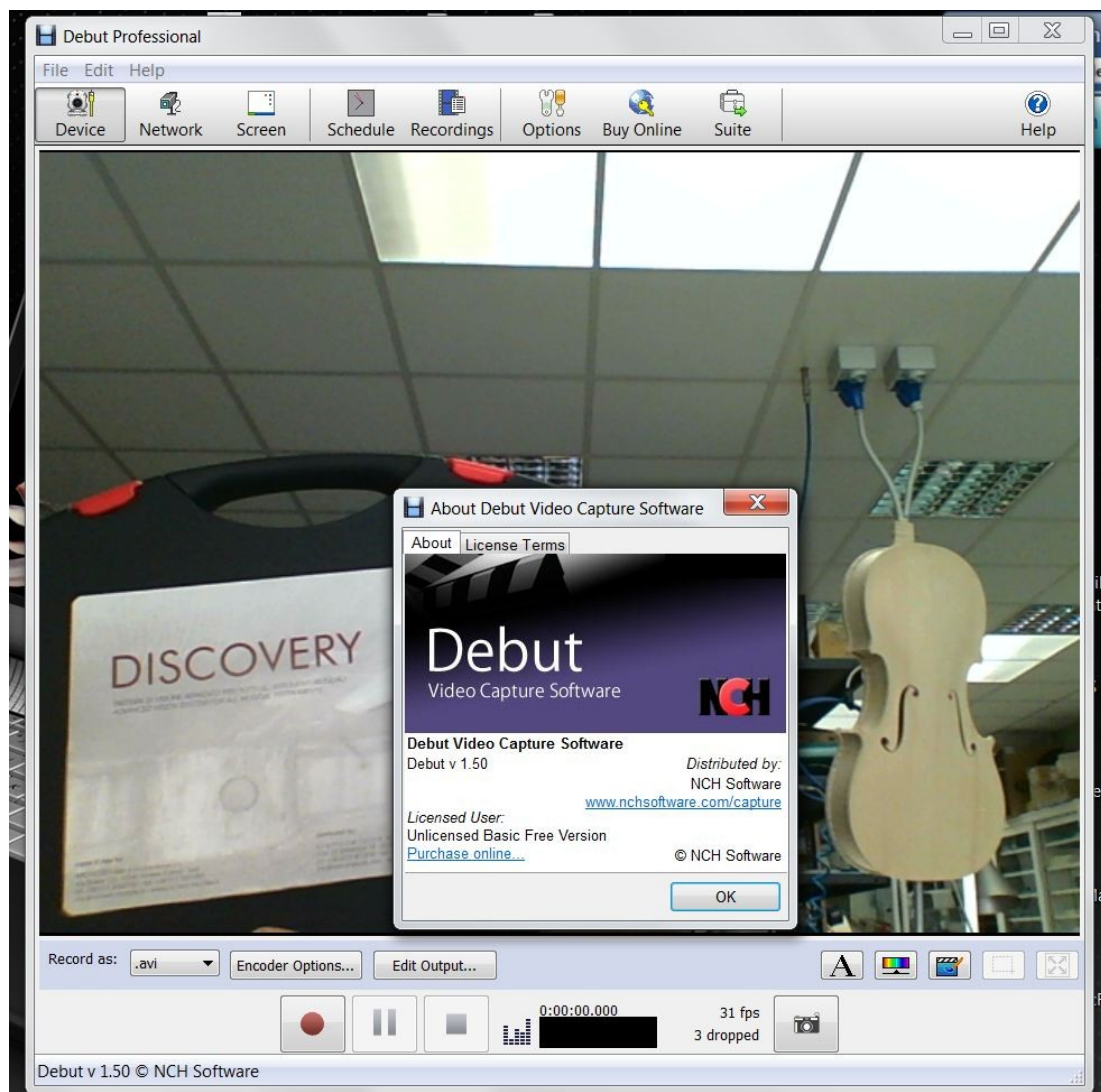 Debut Professional
File Edit Help
Device Network Screen Schedule Recordings Options Buy Online Suite Help
DISCOVERY
About Debut Video Capture Software
About License Terms
Debut
Video Capture Software
NCH
Debut Video Capture Software
Debut v 1.50
Distributed by:
NCH Software
www.nchsoftware.com/capture
Licensed User:
Unlicensed Basic Free Version
Purchase online...
© NCH Software
OK
Record as: .avi Encoder Options... Edit Output... A
0:00:00.000
31 fps
3 dropped
Debut v 1.50 © NCH Software